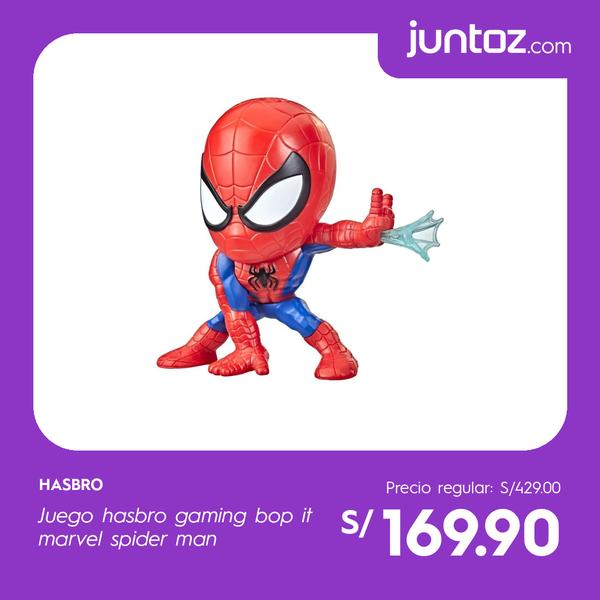 juntoz.com
HASBRO
Juego hasbro gaming bop it
marvel spider man
Precio regular: S/429.00
S/ 169.90